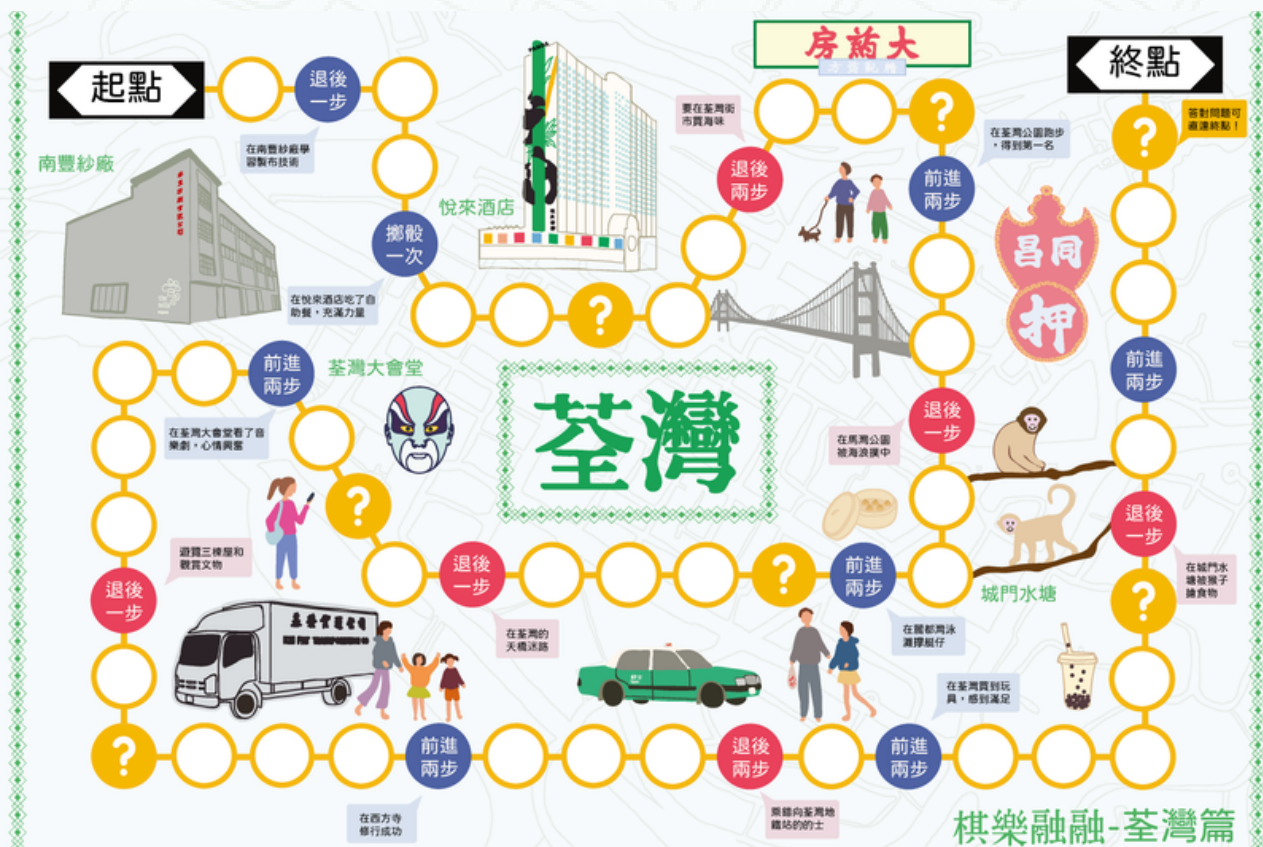 起點
退後
一步
在南豐紗廠學
習製布技術
南豐紗廠
擲骰
一次
在悅來酒店吃了自
助餐，充滿力量
悅來酒店
?
退後
兩步
要在荃灣街
市買海味
房葯大
?
前進
兩步
在荃灣公園跑步
，得到第一名
退後
一步
在馬灣公園
被海浪撲中
前進
兩步
在麗都灣泳
灘撐艇仔
?
退後
一步
在荃灣的
天橋迷路
?
前進
兩步
荃灣大會堂
在荃灣大會堂看了音
樂劇，心情興奮
荃灣
退後
一步
遊覽三棟屋和
觀賞文物
?
前進
兩步
在西方寺
修行成功
退後
兩步
乘錯向荃灣地
鐵站的的士
前進
兩步
在荃灣買到玩
具，感到滿足
?
退後
一步
在城門水
塘被猴子
搶食物
城門水塘
前進
兩步
昌同
押
?
答對問題可
直達終點！
終點
棋樂融融-荃灣篇